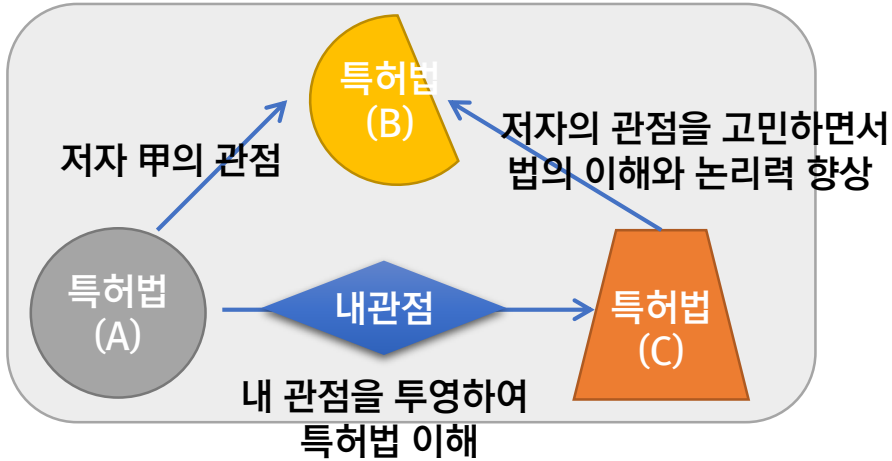 특허법
(B)
저자 甲의 관점
저자의 관점을 고민하면서
법의 이해와 논리력 향상
특허법
(A)
내관점
특허법
(C)
내 관점을 투영하여
특허법 이해